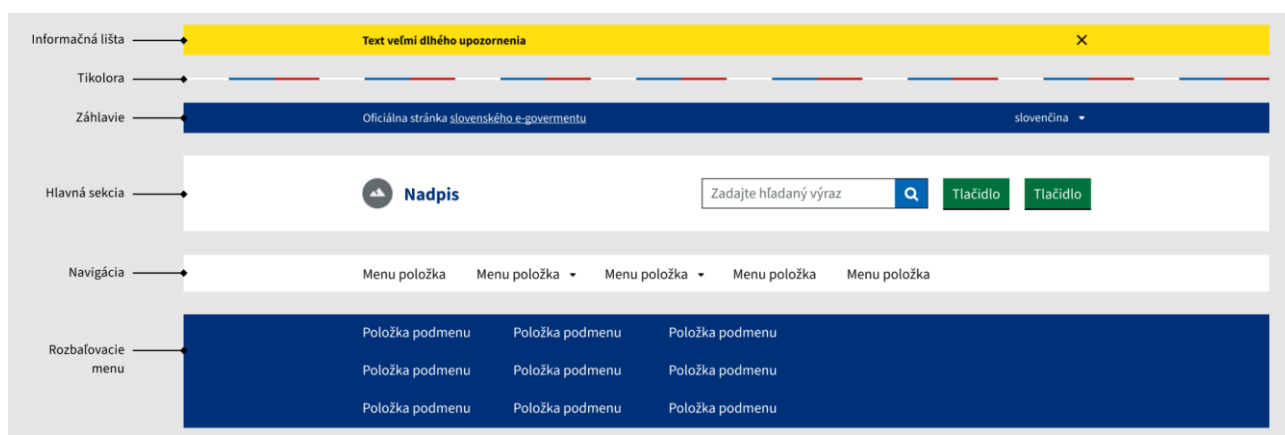 Informačná lišta
Text veľmi dlhého upozornenia
Tikolora
Záhlavie
Oficiálna stránka slovenského e-govermentu
slovenčina
Hlavná sekcia
Nadpis
Zadajte hľadaný výraz
Tlačidlo
Tlačidlo
Navigácia
Menu položka
Menu položka
Menu položka
Menu položka
Menu položka
Rozbaľovacie
menu
Položka podmenu
Položka podmenu
Položka podmenu
Položka podmenu
Položka podmenu
Položka podmenu
Položka podmenu
Položka podmenu
Položka podmenu